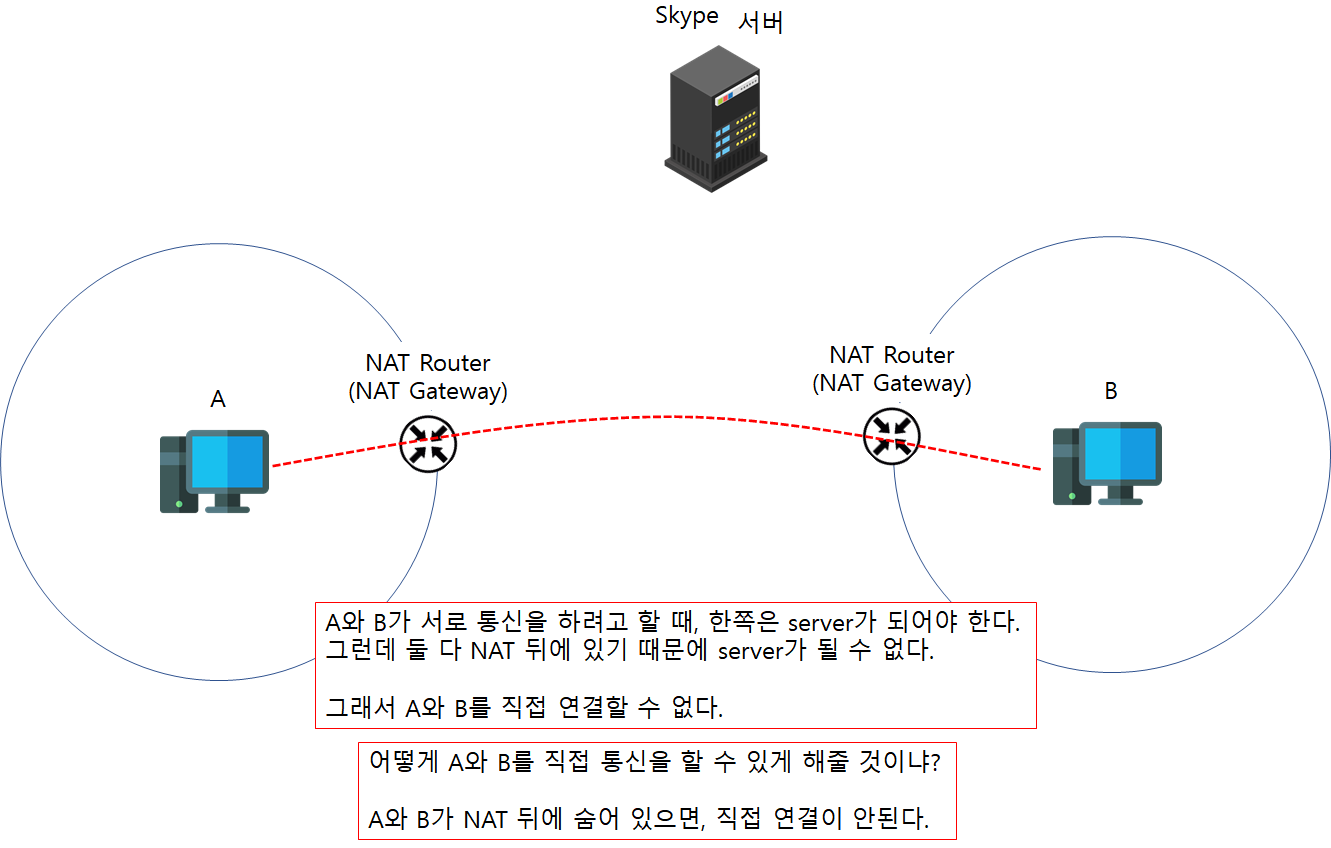 Skype 서버
NAT Router
(NAT Gateway)
NAT Router
(NAT Gateway)
A
B
A와 B가 서로 통신을 하려고 할 때, 한쪽은 server가 되어야 한다.
그런데 둘 다 NAT 뒤에 있기 때문에 server가 될 수 없다.
그래서 A와 B를 직접 연결할 수 없다.
어떻게 A와 B를 직접 통신을 할 수 있게 해줄 것이냐?
A와 B가 NAT 뒤에 숨어 있으면, 직접 연결이 안된다.